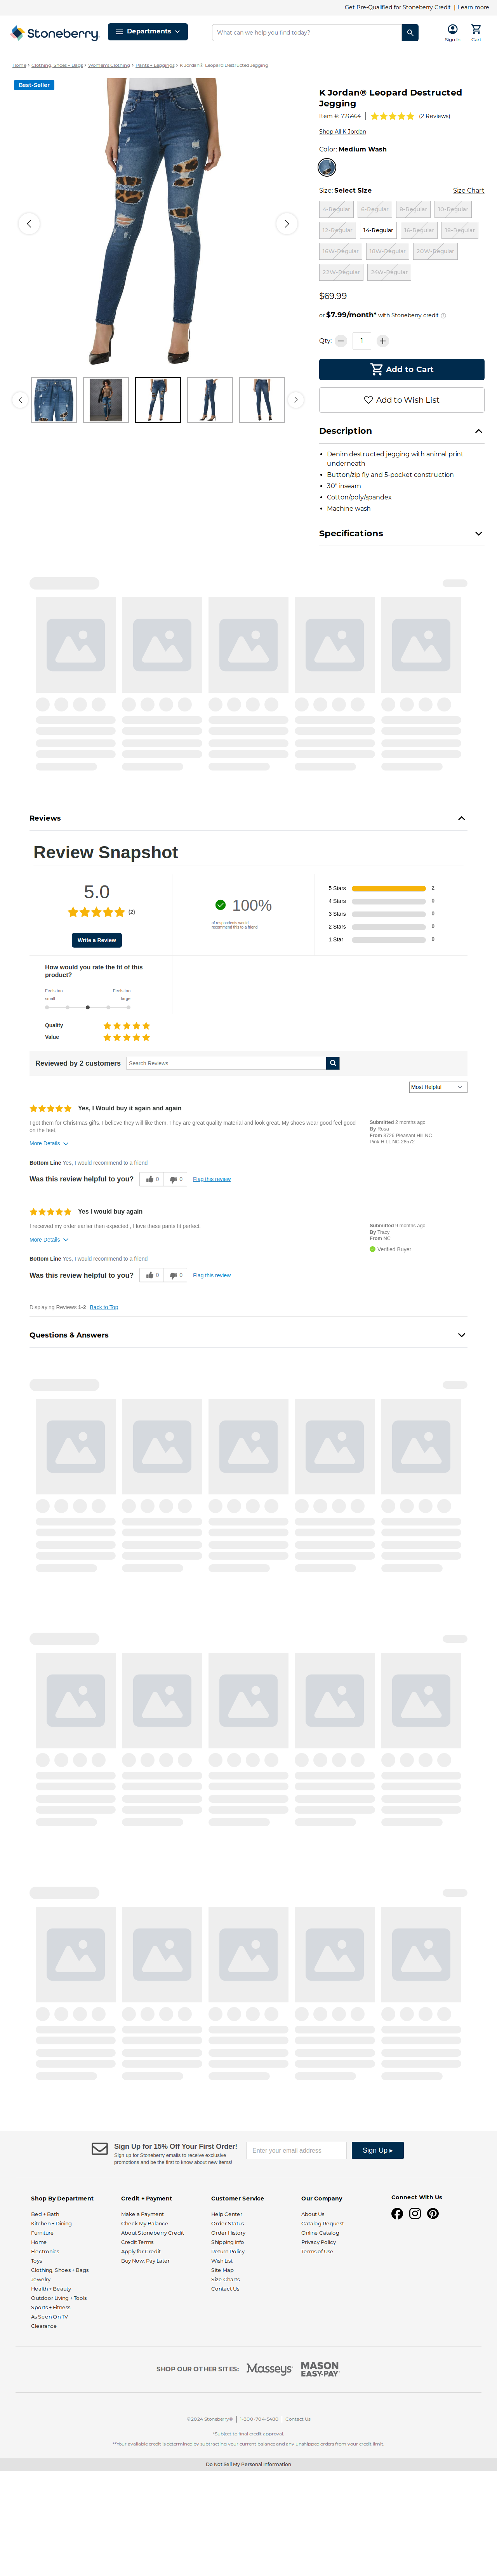 Get Pre-Qualified for Stoneberry Credit | Learn more
Stoneberry
Departments
What can we help you find today?
Sign In
Cart
Home + Clothing, Shoes + Bags + Women's Clothing + Pants + Leggings + K Jordan® Leopard Destructed Jegging
Best-Seller
K Jordan® Leopard Destructed Jegging
Item #: 726464
(2 Reviews)
Shop All K Jordan
Color: Medium Wash
Size: Select Size
Size Chart
4-Regular
6-Regular
8-Regular
10-Regular
12-Regular
14-Regular
16-Regular
18-Regular
16W-Regular
18W-Regular
20W-Regular
22W-Regular
24W-Regular
$69.99
or $7.99/month* with Stoneberry credit
Qty:
1
Add to Cart
Add to Wish List
Description
• Denim destructed jegging with animal print underneath
• Button/zip fly and 5-pocket construction
• 30" inseam
• Cotton/poly/spandex
• Machine wash
Specifications
Reviews
Review Snapshot
5.0
(2)
Write a Review
100%
of respondents would recommend this to a friend
5 Stars 2
4 Stars 0
3 Stars 0
2 Stars 0
1 Star 0
How would you rate the fit of this product?
Feels too small
Feels too large
Quality
Value
Reviewed by 2 customers
Search Reviews
Most Helpful
Yes, I Would buy it again and again
I got them for Christmas gifts. I believe they will like them. They are great quality material and look great. My shoes wear good feel good on the feet.
More Details
Submitted 2 months ago
By Rosa
From 3726 Pleasant Hill NC Pink HILL NC 28572
Bottom Line Yes, I would recommend to a friend
Was this review helpful to you?
0
0
Flag this review
Yes I would buy again
I received my order earlier then expected , I love these pants fit perfect.
More Details
Submitted 9 months ago
By Tracy
From NC
Verified Buyer
Bottom Line Yes, I would recommend to a friend
Was this review helpful to you?
0
0
Flag this review
Displaying Reviews 1-2 Back to Top
Questions & Answers
Sign Up for 15% Off Your First Order!
Sign up for Stoneberry emails to receive exclusive promotions and be the first to know about new items!
Enter your email address
Sign Up ▸
Shop By Department
Bed + Bath
Kitchen + Dining
Furniture
Home
Electronics
Toys
Clothing, Shoes + Bags
Jewelry
Health + Beauty
Outdoor Living + Tools
Sports + Fitness
As Seen On TV
Clearance
Credit + Payment
Make a Payment
Check My Balance
About Stoneberry Credit
Credit Terms
Apply for Credit
Buy Now, Pay Later
Customer Service
Help Center
Order Status
Order History
Shipping Info
Return Policy
Wish List
Site Map
Size Charts
Contact Us
Our Company
About Us
Catalog Request
Online Catalog
Privacy Policy
Terms of Use
Connect With Us
SHOP OUR OTHER SITES:
Masseys
MASON EASY-PAY
©2024 Stoneberry® | 1-800-704-5480 | Contact Us
*Subject to final credit approval.
**Your available credit is determined by subtracting your current balance and any unshipped orders from your credit limit.
Do Not Sell My Personal Information